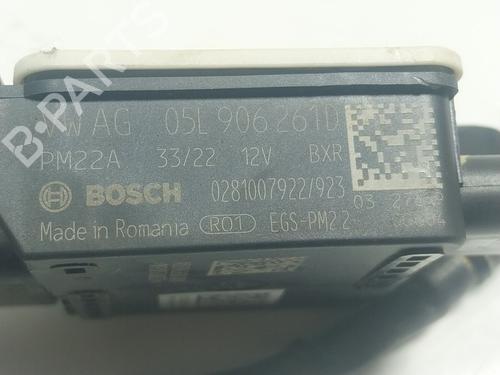 VW AG 05L 906 261D
PM22A 33/22 12V BXR
BOSCH 0281007922/923
Made in Romania R01 EGS-PM2.2
B-PARTS